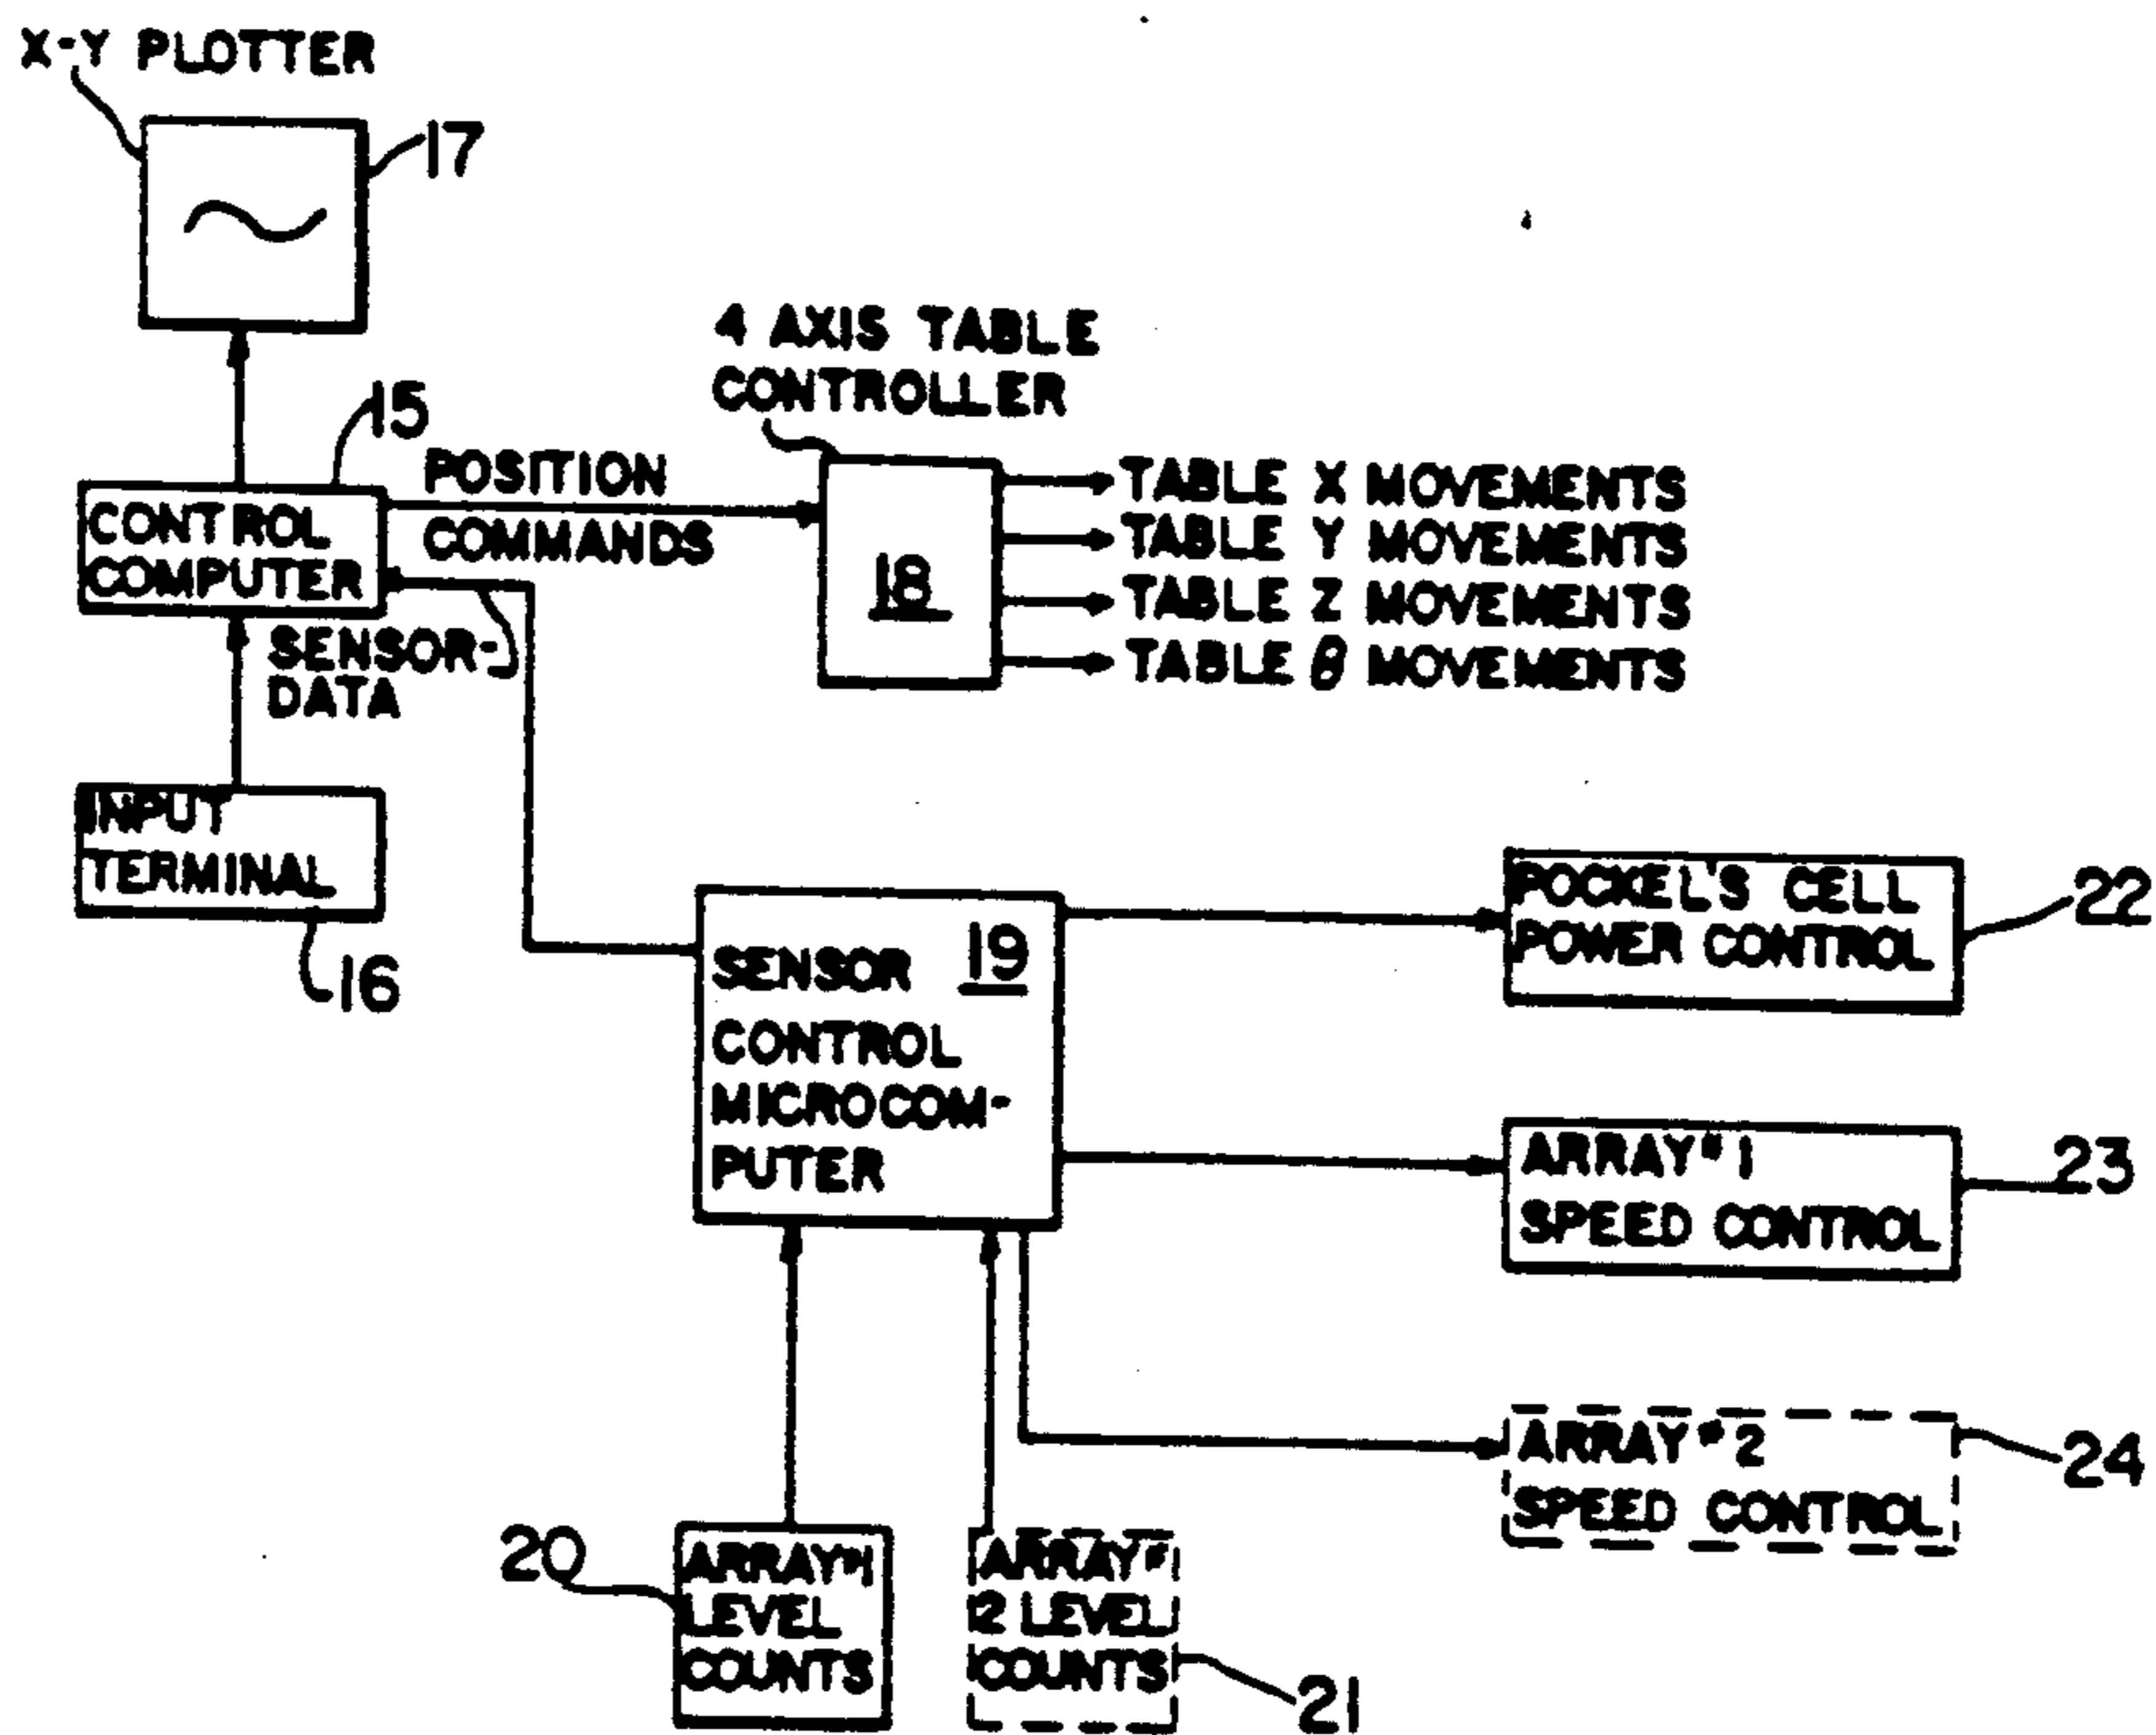 X-Y PLOTTER
17
4 AXIS TABLE
CONTROLLER
15
POSITION
COMMANDS
CONTROL
COMPUTER
SENSOR
DATA
18
TABLE X MOVEMENTS
TABLE Y MOVEMENTS
TABLE Z MOVEMENTS
TABLE θ MOVEMENTS
INPUT
TERMINAL
16
SENSOR 19
CONTROL
MICROCOM-
PUTER
POCKEL'S CELL
POWER CONTROL
22
ARRAY #1
SPEED CONTROL
23
ARRAY #2
SPEED CONTROL
24
20
ARRAY #1
LEVEL
COUNTS
ARRAY #
2 LEVEL
COUNTS
21